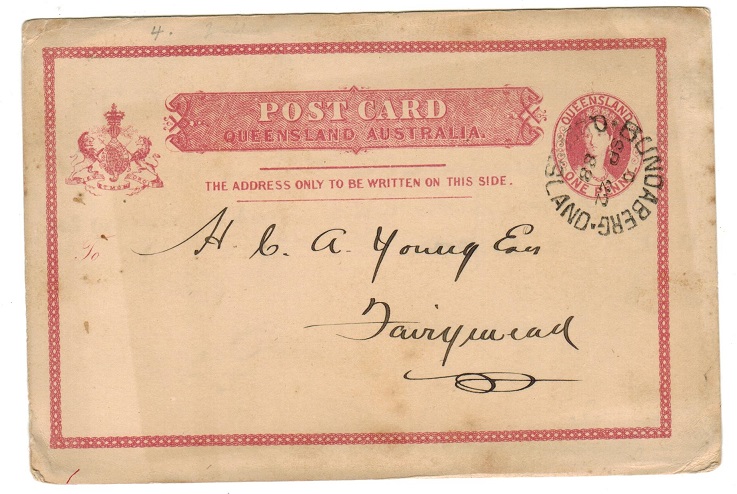 4.
POST CARD
QUEENSLAND AUSTRALIA.
THE ADDRESS ONLY TO BE WRITTEN ON THIS SIDE.
QUEENSLAND
ONE PENNY
BUNDABERG
To
H. C. A. Young Esq
Fairymead